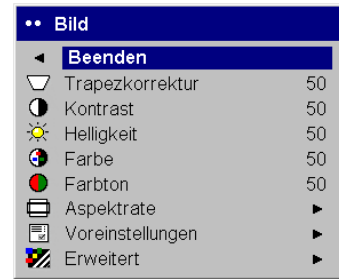 •• Bild
◄ Beenden
Trapezkorrektur 50
Kontrast 50
Helligkeit 50
Farbe 50
Farbton 50
Aspektrate ►
Voreinstellungen ►
Erweitert ►